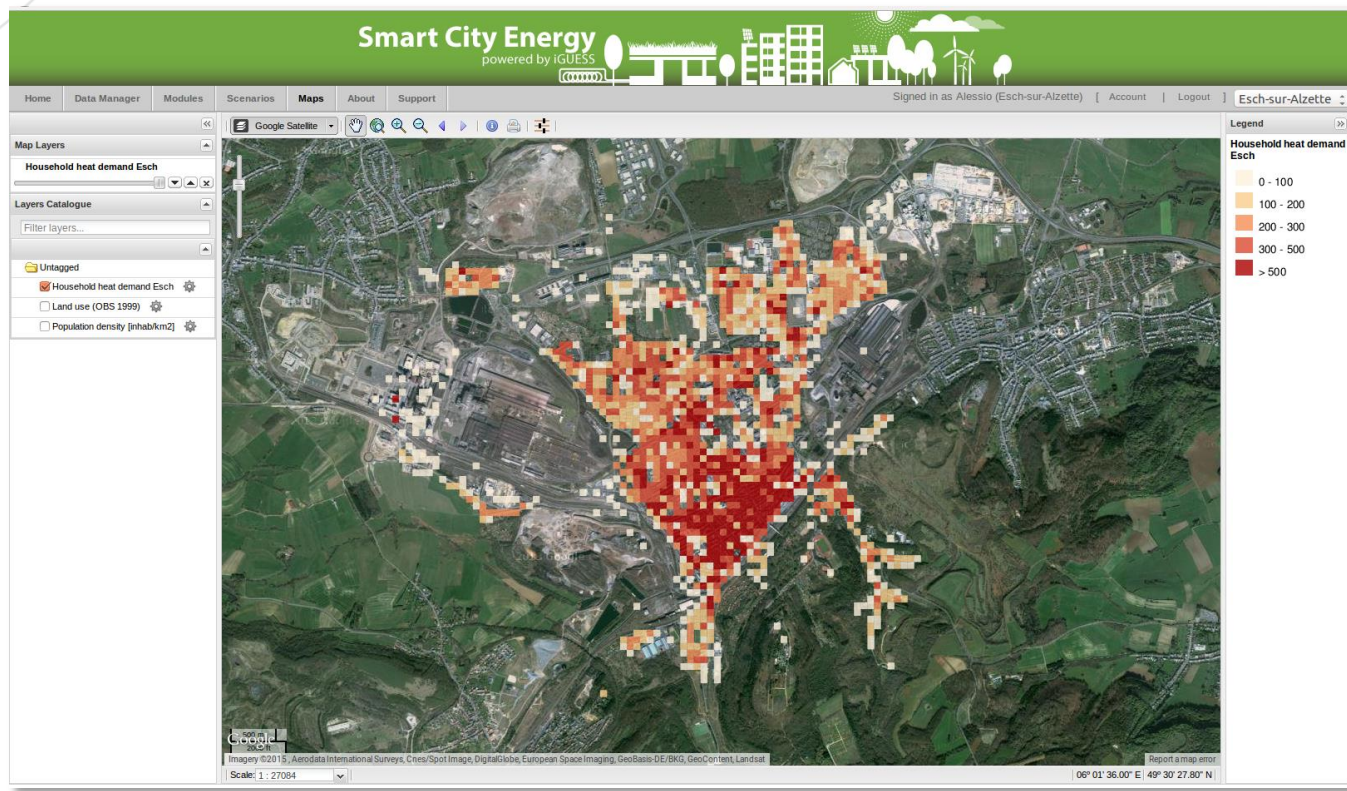 Smart City Energy
powered by iGUESS
Home Data Manager Modules Scenarios Maps About Support
Signed in as Alessio (Esch-sur-Alzette) [ Account | Logout ] Esch-sur-Alzette
Google Satellite
Map Layers
Household heat demand Esch
Layers Catalogue
Filter layers...
Untagged
Household heat demand Esch
Land use (OBS 1999)
Population density [inhab/km2]
Legend
Household heat demand
Esch
0 - 100
100 - 200
200 - 300
300 - 500
> 500
500 m
Google
Imagery ©2015 , Aerodata International Surveys, Cnes/Spot Image, DigitalGlobe, European Space Imaging, GeoBasis-DE/BKG, GeoContent, Landsat
Report a map error
Scale: 1 : 27084
06º 01' 36.00" E 49º 30' 27.80" N